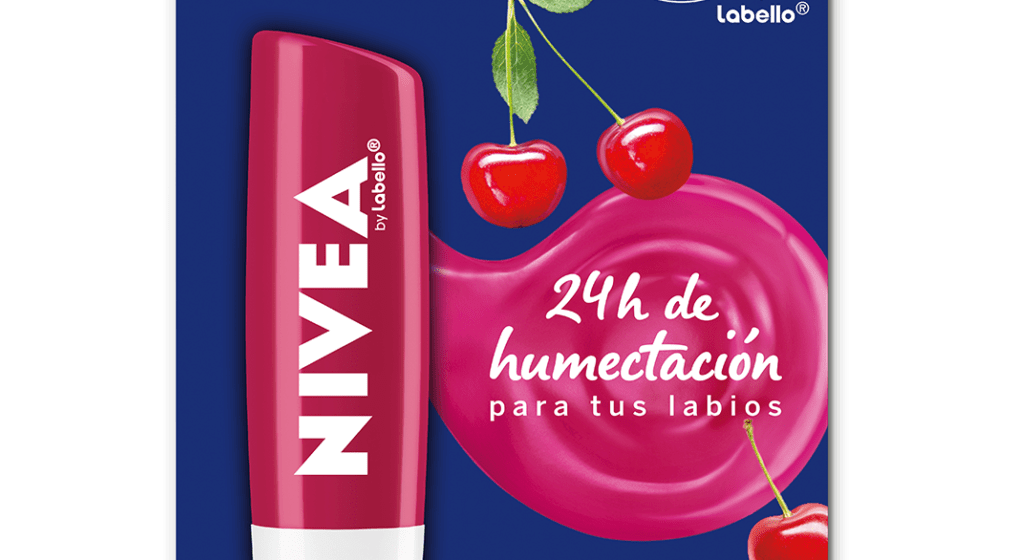 Labello®
NIVEA
by Labello®
24h de
humectación
para tus labios